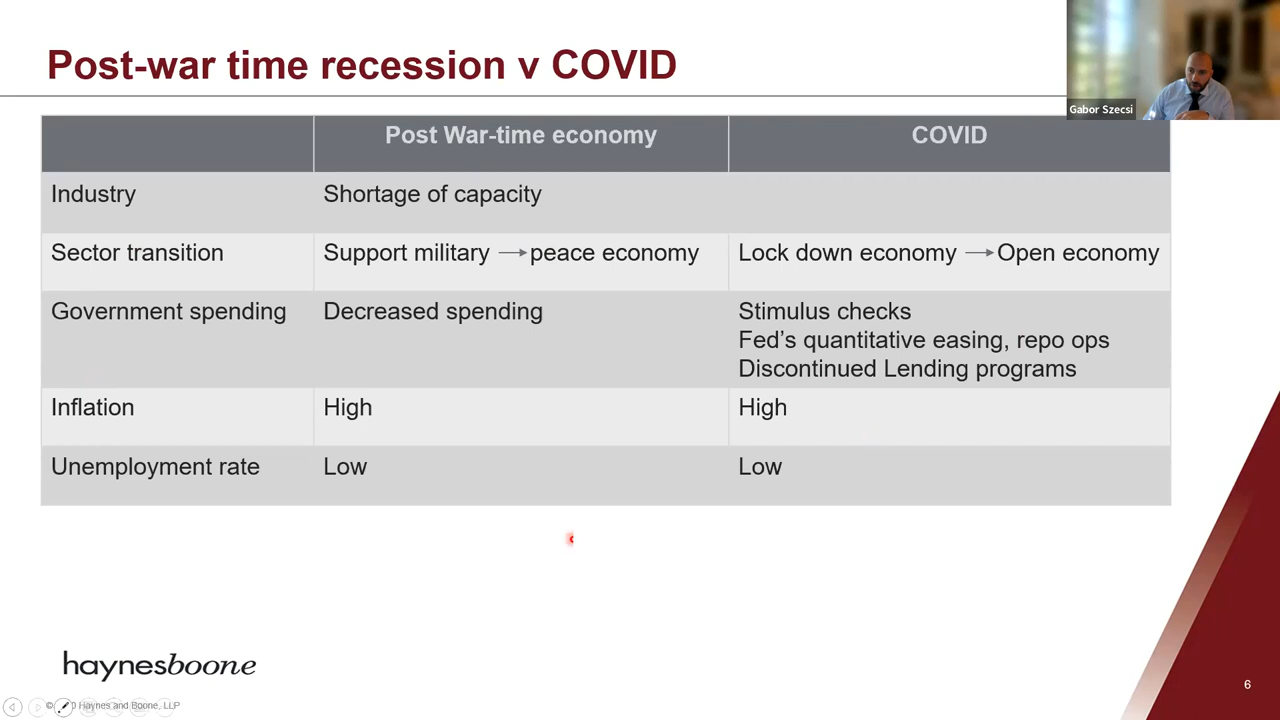 Post-war time recession v COVID
Gabor Szecsi
Post War-time economy
COVID
Industry
Shortage of capacity
Sector transition
Support military → peace economy
Lock down economy → Open economy
Government spending
Decreased spending
Stimulus checks
Fed's quantitative easing, repo ops
Discontinued Lending programs
Inflation
High
High
Unemployment rate
Low
Low
haynesboone
6
© Haynes and Boone, LLP